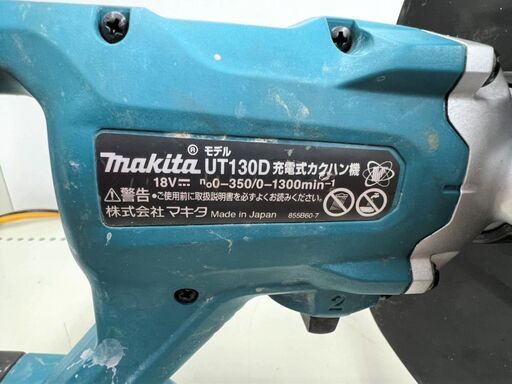 makita® モデル UT130D 充電式カクハン機
18V⎓ n₀0-350/0-1300min⁻¹
⚠警告 •ご使用前に取扱説明書を必ずよくお読みください。
株式会社マキタ Made in Japan 855B60-7
2